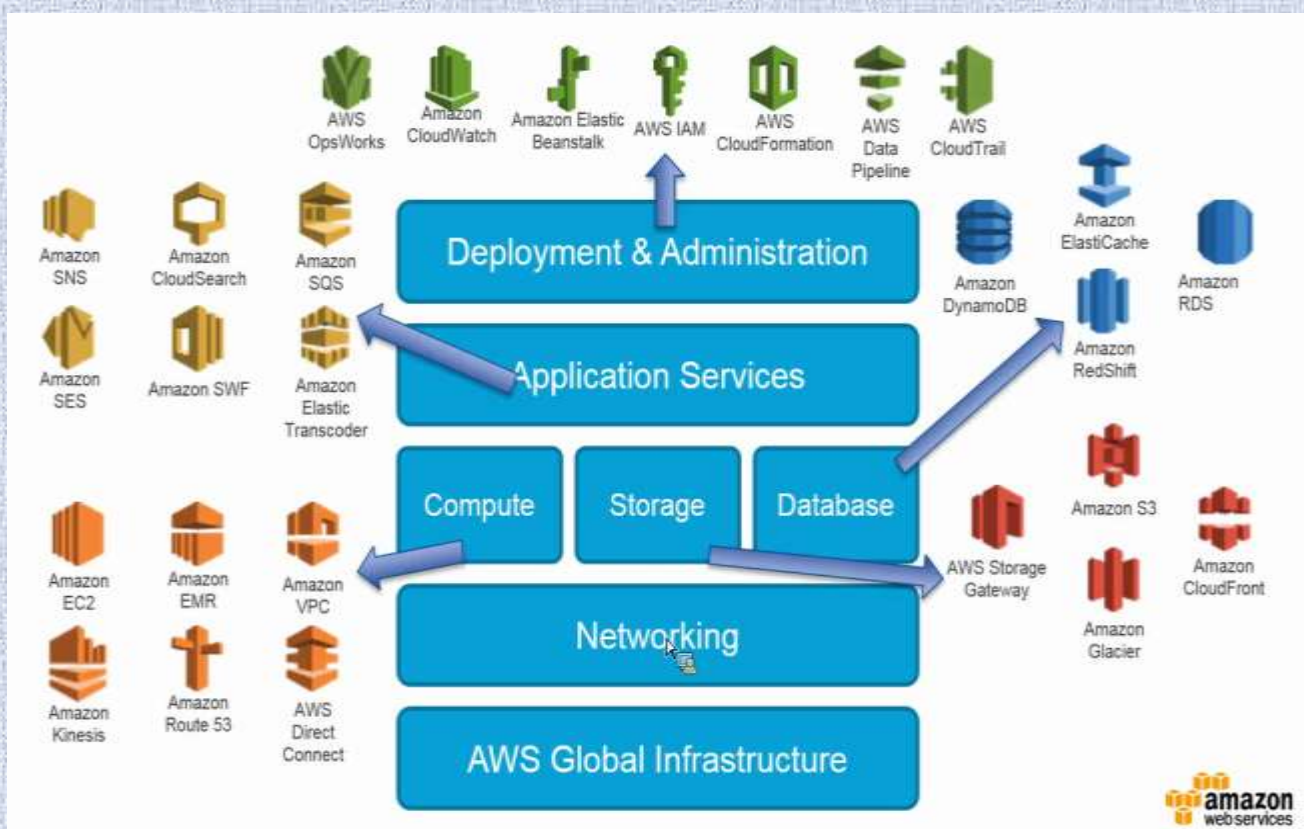 AWS
OpsWorks
Amazon
CloudWatch
Amazon Elastic
Beanstalk
AWS IAM
AWS
CloudFormation
AWS
Data
Pipeline
AWS
CloudTrail
Amazon
SNS
Amazon
CloudSearch
Amazon
SQS
Deployment & Administration
Amazon
ElastiCache
Amazon
DynamoDB
Amazon
RDS
Amazon
SES
Amazon SWF
Amazon
Elastic
Transcoder
Application Services
Amazon
RedShift
Compute
Storage
Database
Amazon S3
Amazon
EC2
Amazon
EMR
Amazon
VPC
AWS Storage
Gateway
Amazon
CloudFront
Networking
Amazon
Glacier
Amazon
Kinesis
Amazon
Route 53
AWS
Direct
Connect
AWS Global Infrastructure
amazon
webservices